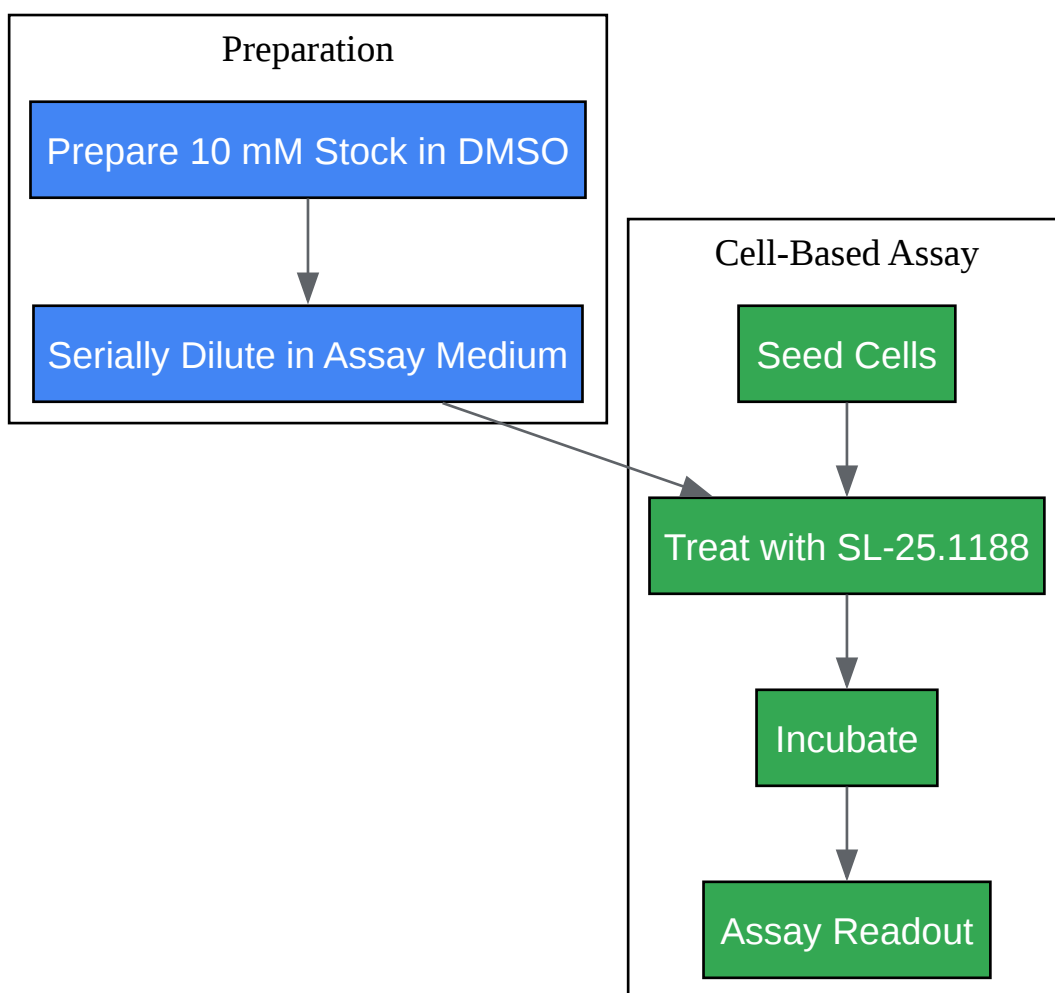 Preparation
Prepare 10 mM Stock in DMSO
Serially Dilute in Assay Medium
Cell-Based Assay
Seed Cells
Treat with SL-25.1188
Incubate
Assay Readout